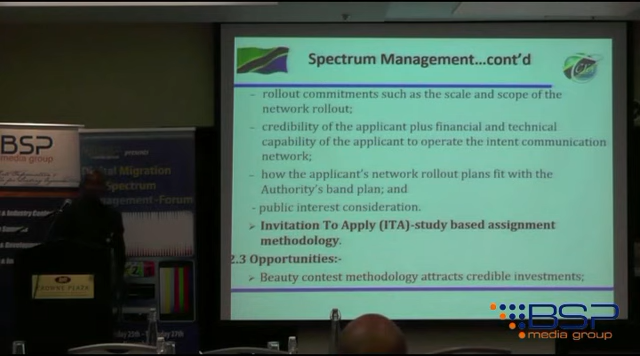 Spectrum Management...cont'd
– rollout commitments such as the scale and scope of the
network rollout;
– credibility of the applicant plus financial and technical
capability of the applicant to operate the intent communication
network;
– how the applicant's network rollout plans fit with the
Authority's band plan; and
- public interest consideration.
➢ Invitation To Apply (ITA)-study based assignment
methodology.
2.3 Opportunities:-
➢ Beauty contest methodology attracts credible investments;
BSP
media group
Digital Migration
Spectrum
Management-Forum
BSP
media group